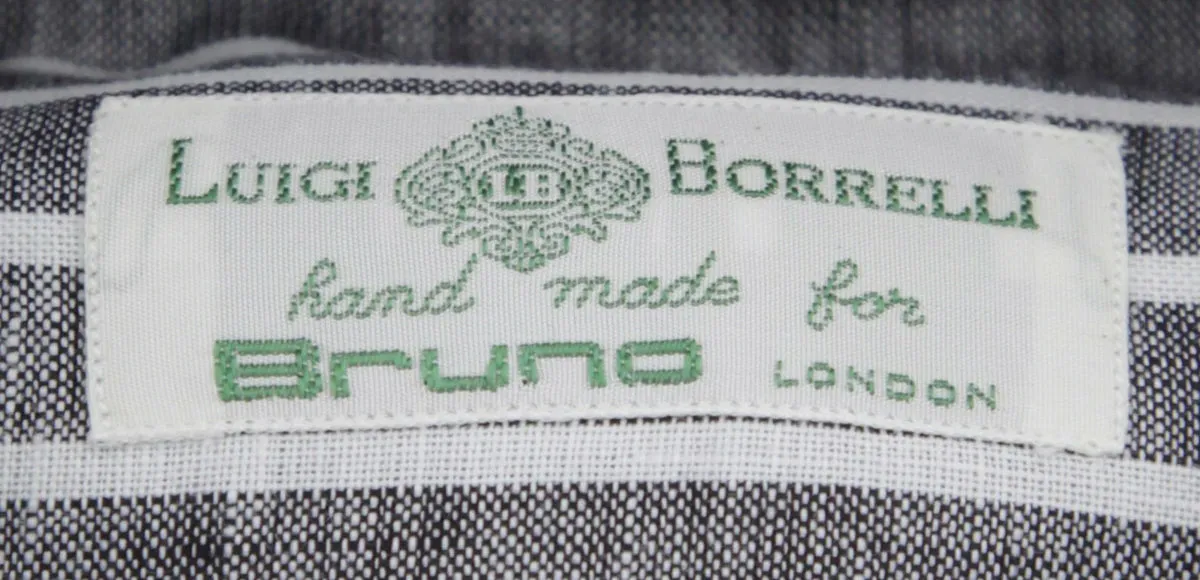 LUIGI LB BORRELLI
hand made for
Bruno LONDON